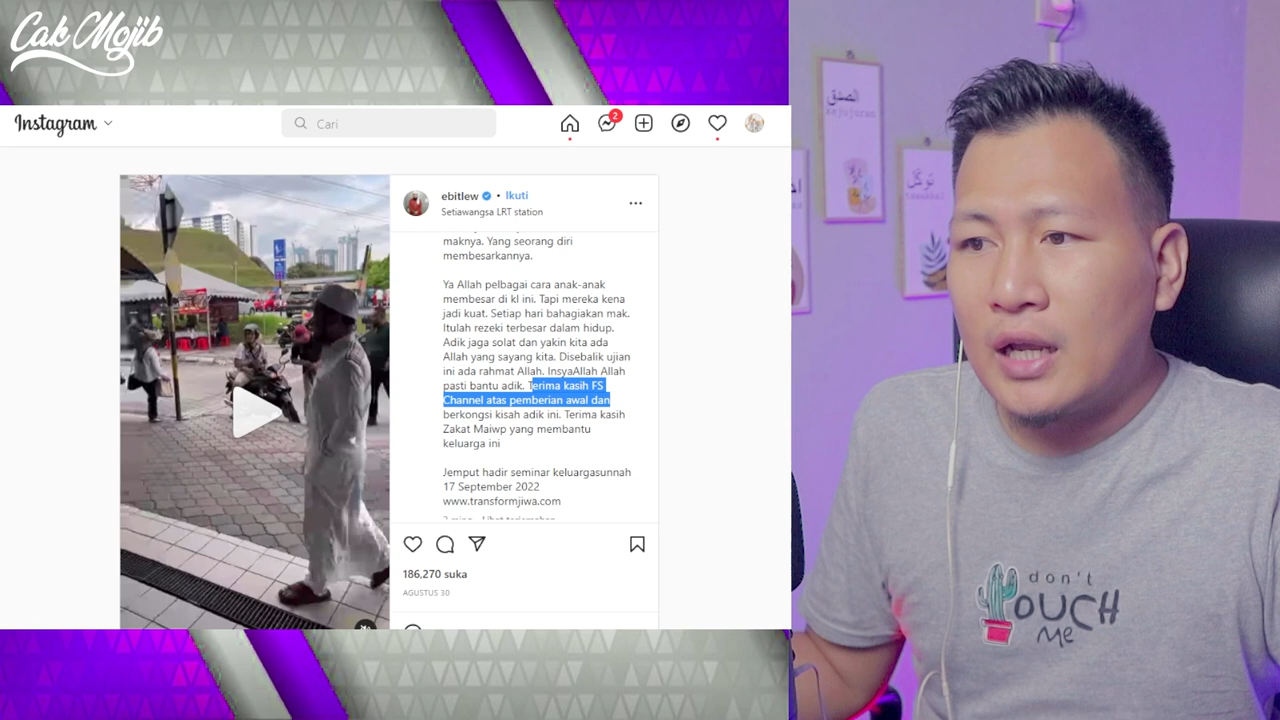 Cak Mojib
Instagram
Cari
2
ebitlew • Ikuti
Setiawangsa LRT station
maknya. Yang seorang diri
membesarkannya.
Ya Allah pelbagai cara anak-anak
membesar di kl ini. Tapi mereka kena
jadi kuat. Setiap hari bahagiakan mak.
Itulah rezeki terbesar dalam hidup.
Adik jaga solat dan yakin kita ada
Allah yang sayang kita. Disebalik ujian
ini ada rahmat Allah. InsyaAllah Allah
pasti bantu adik. Terima kasih FS
Channel atas pemberian awal dan
berkongsi kisah adik ini. Terima kasih
Zakat Maiwp yang membantu
keluarga ini
Jemput hadir seminar keluargasunnah
17 September 2022
www.transformjiwa.com
186,270 suka
AGUSTUS 30
الصدق
kejujuran
توكل
don't
TOUCH
Me